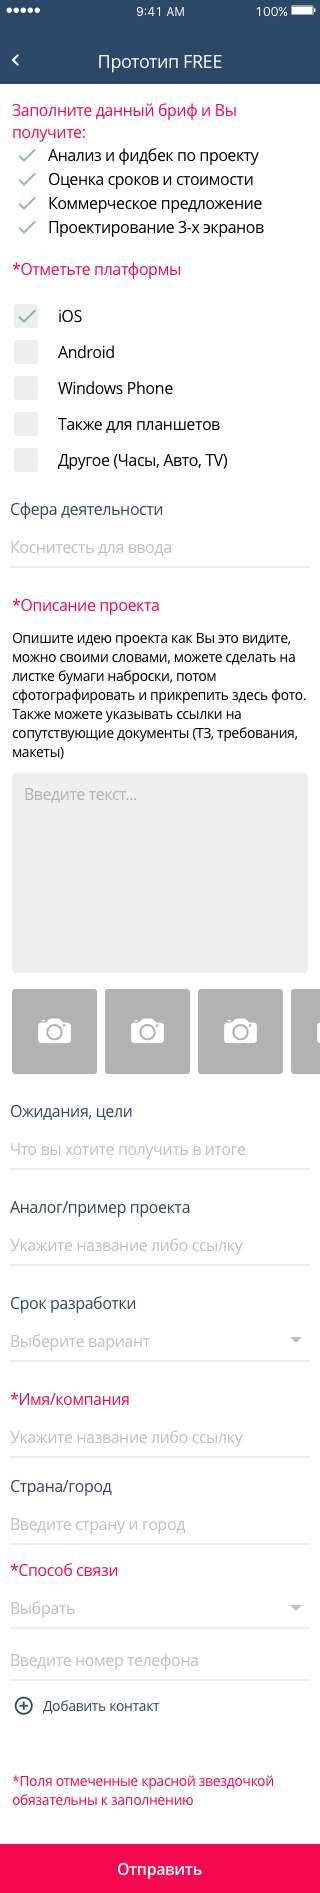 9:41 AM 100%
Прототип FREE
Заполните данный бриф и Вы
получите:
Анализ и фидбек по проекту
Оценка сроков и стоимости
Коммерческое предложение
Проектирование 3-х экранов
*Отметьте платформы
iOS
Android
Windows Phone
Также для планшетов
Другое (Часы, Авто, TV)
Сфера деятельности
Коснитесть для ввода
*Описание проекта
Опишите идею проекта как Вы это видите,
можно своими словами, можете сделать на
листке бумаги наброски, потом
сфотографировать и прикрепить здесь фото.
Также можете указывать ссылки на
сопутствующие документы (ТЗ, требования,
макеты)
Введите текст...
Ожидания, цели
Что вы хотите получить в итоге
Аналог/пример проекта
Укажите название либо ссылку
Срок разработки
Выберите вариант
*Имя/компания
Укажите название либо ссылку
Страна/город
Введите страну и город
*Способ связи
Выбрать
Введите номер телефона
Добавить контакт
*Поля отмеченные красной звездочкой
обязательны к заполнению
Отправить